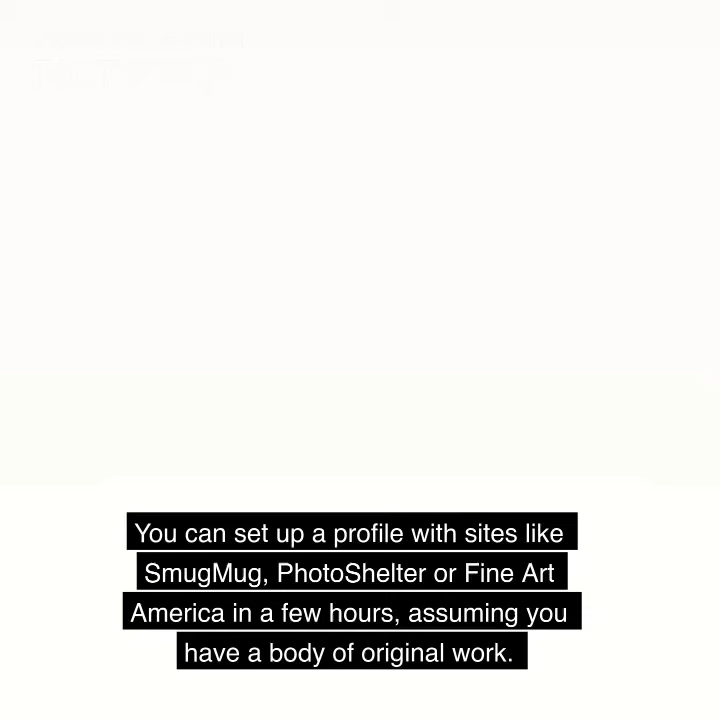 You can set up a profile with sites like
SmugMug, PhotoShelter or Fine Art
America in a few hours, assuming you
have a body of original work.